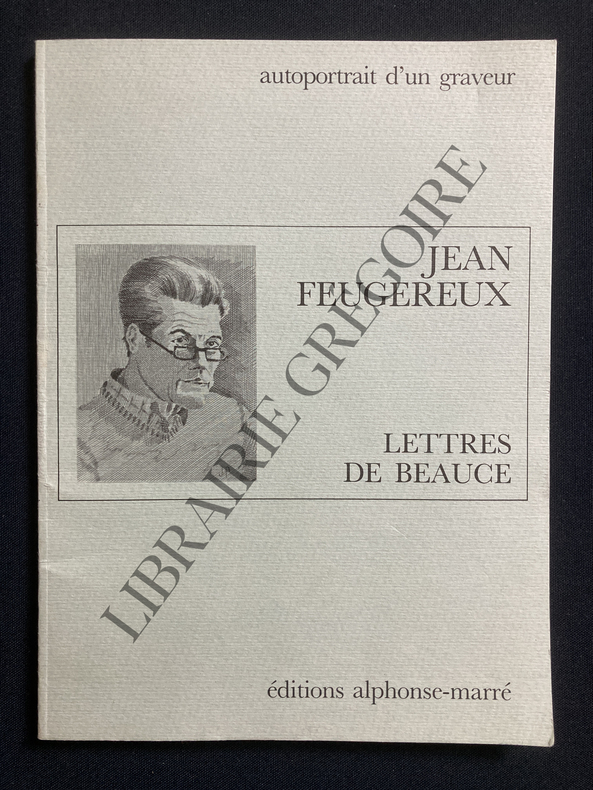 autoportrait d'un graveur
JEAN
FEUGEREUX
LETTRES
DE BEAUCE
éditions alphonse-marré
LIBRAIRIE GREGOIRE